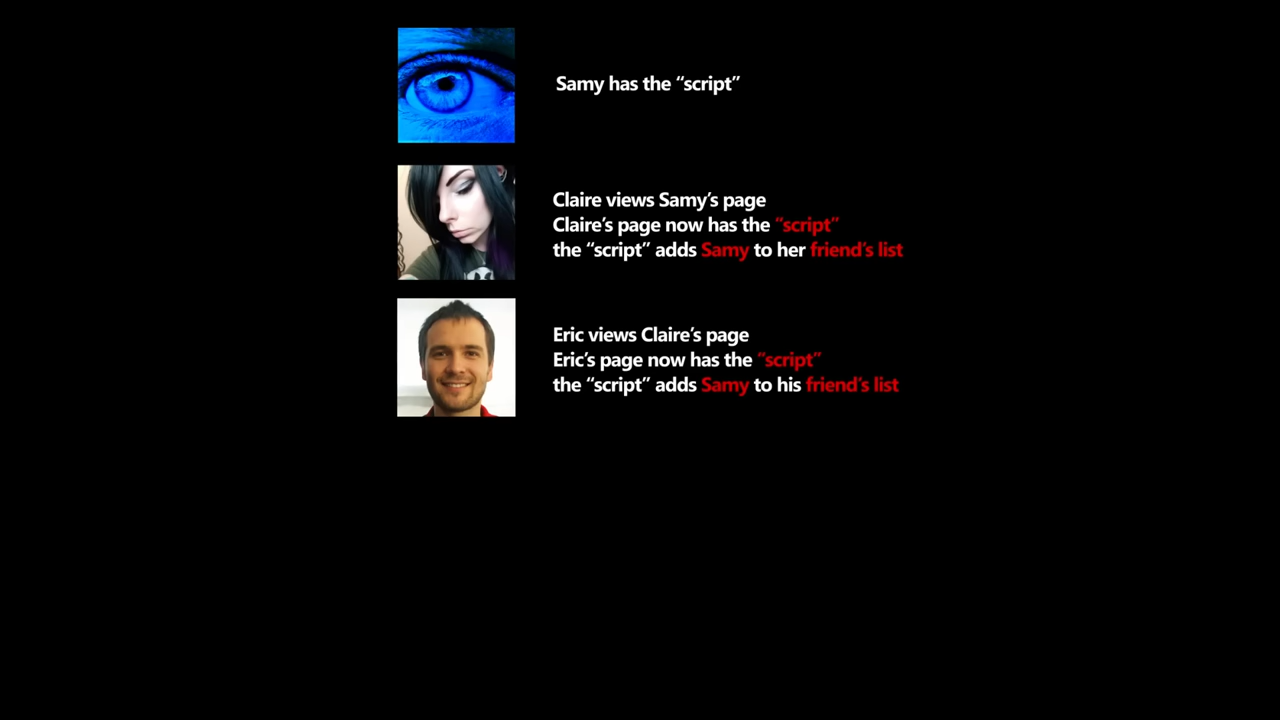 Samy has the “script”
Claire views Samy’s page
Claire’s page now has the “script”
the “script” adds Samy to her friend’s list
Eric views Claire’s page
Eric’s page now has the “script”
the “script” adds Samy to his friend’s list